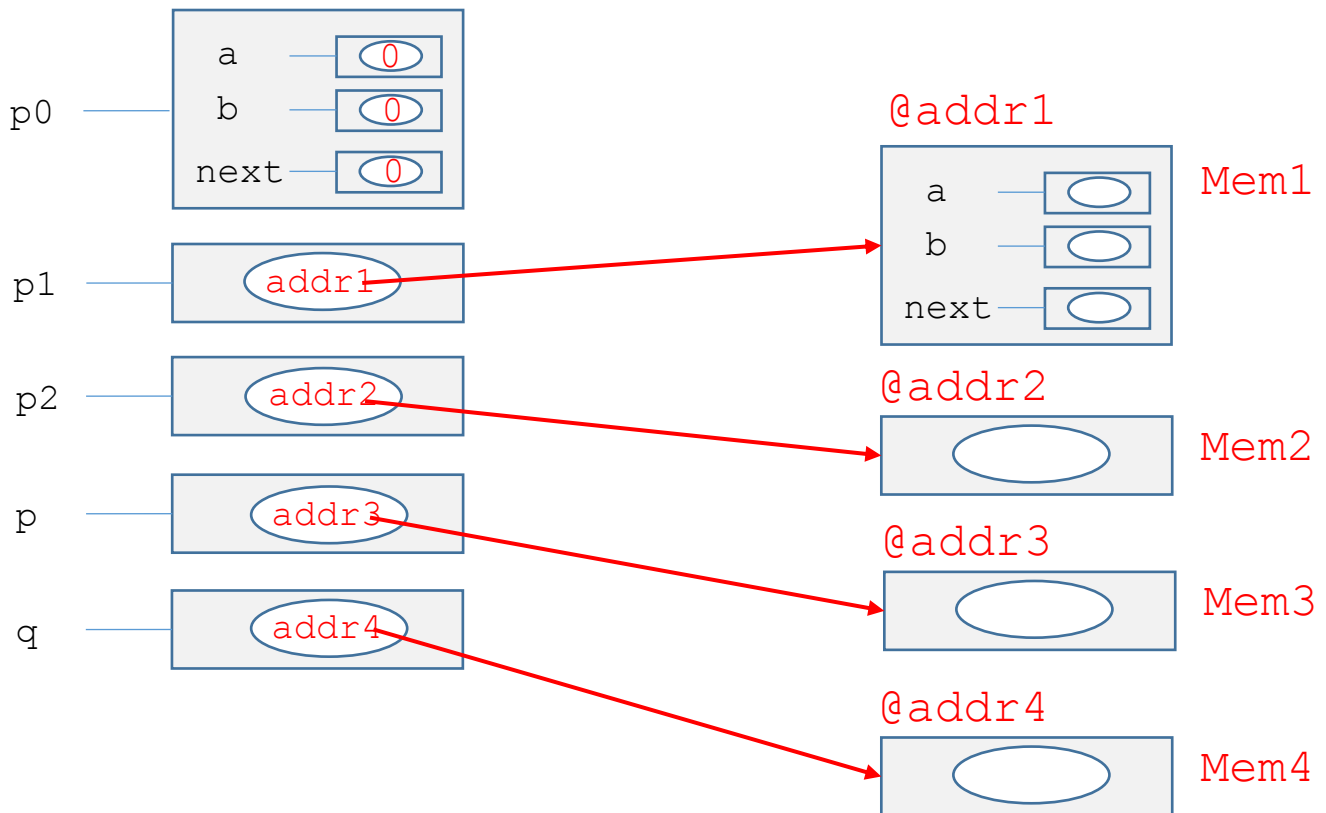 a 0
p0 b 0
next 0
p1 addr1
p2 addr2
p addr3
q addr4
@addr1
Mem1
a
b
next
@addr2
Mem2
@addr3
Mem3
@addr4
Mem4